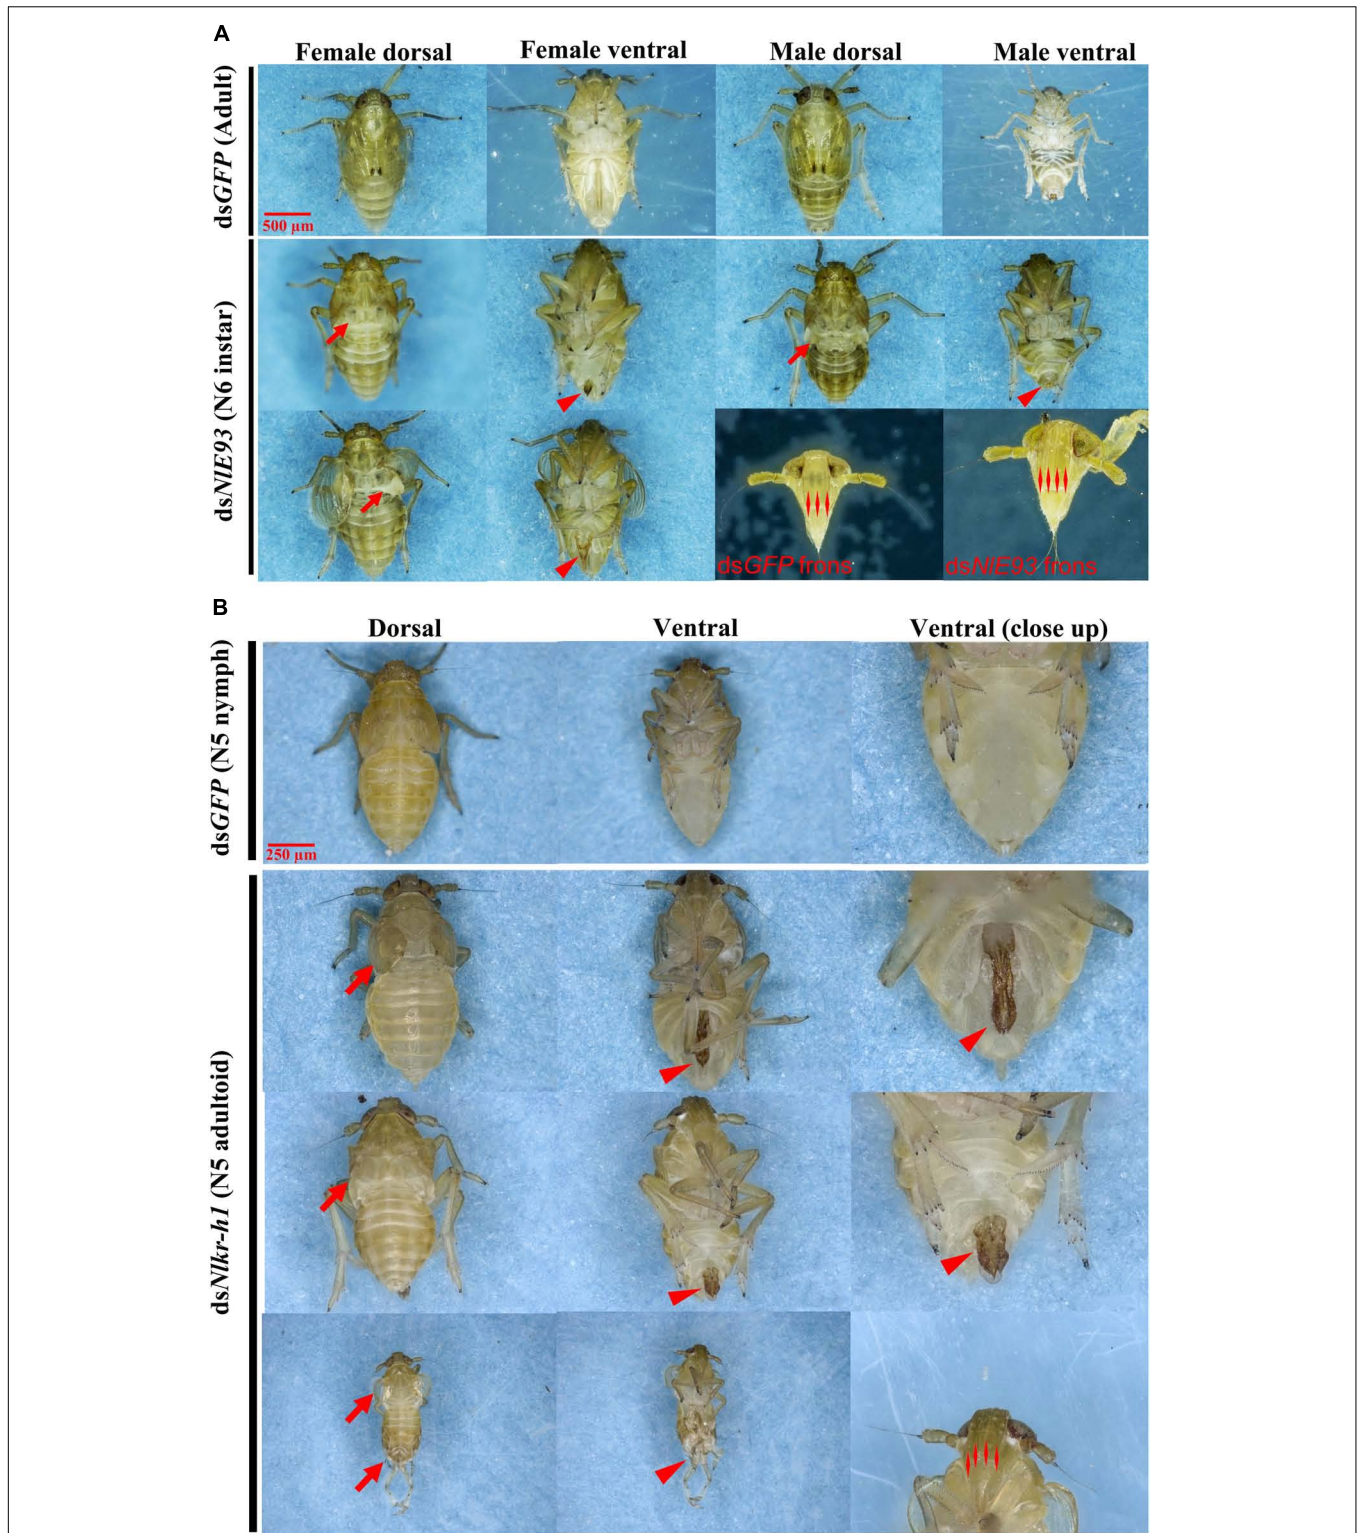 A
Female dorsal
Female ventral
Male dorsal
Male ventral
dsGFP (Adult)
500 µm
dsNlE93 (N6 instar)
dsGFP frons
dsNlE93 frons
B
Dorsal
Ventral
Ventral (close up)
dsGFP (N5 nymph)
250 µm
dsNlkr-h1 (N5 adultoid)